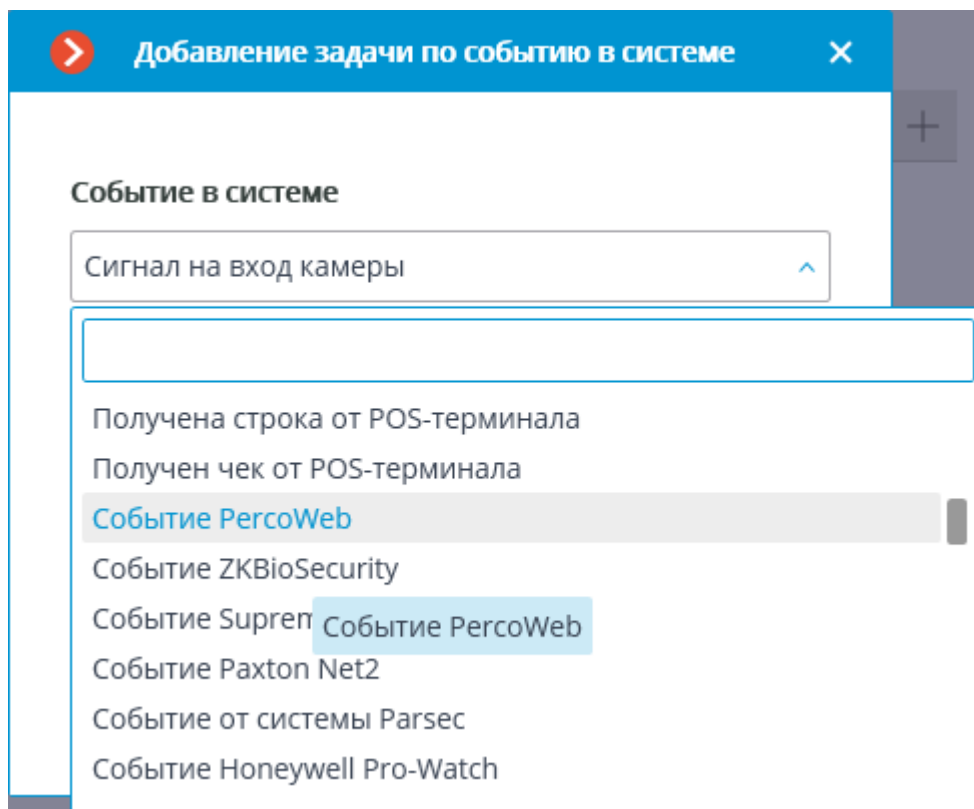 Добавление задачи по событию в системе
Событие в системе
Сигнал на вход камеры
Получена строка от POS-терминала
Получен чек от POS-терминала
Событие PercoWeb
Событие ZKBioSecurity
Событие
Событие PercoWeb
Событие Paxton Net2
Событие от системы Parsec
Событие Honeywell Pro-Watch